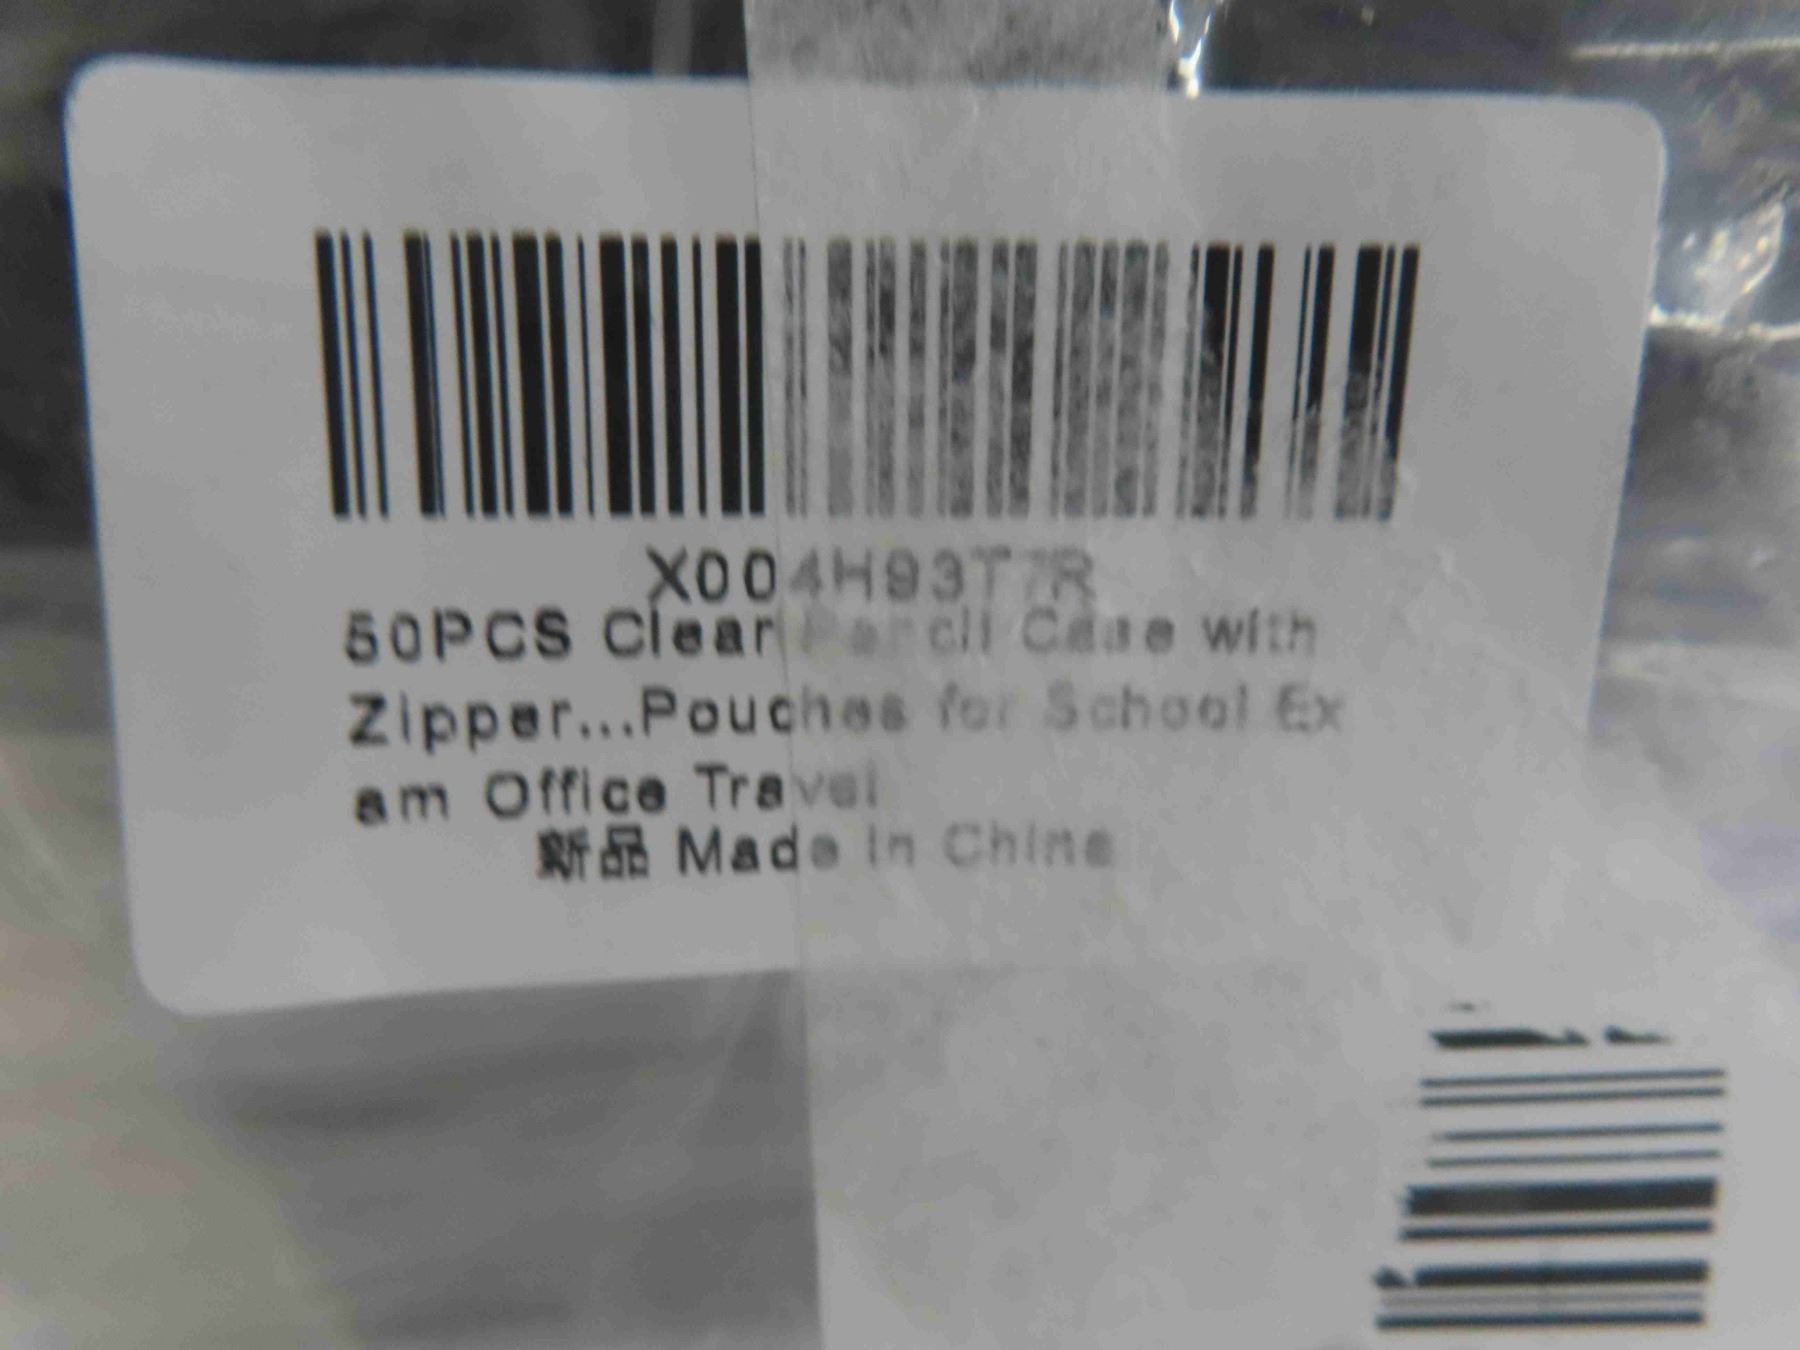 X004H93T7R
50PCS Clear Pencil Case with
Zipper...Pouches for School Ex
am Office Travel
新品 Made in China